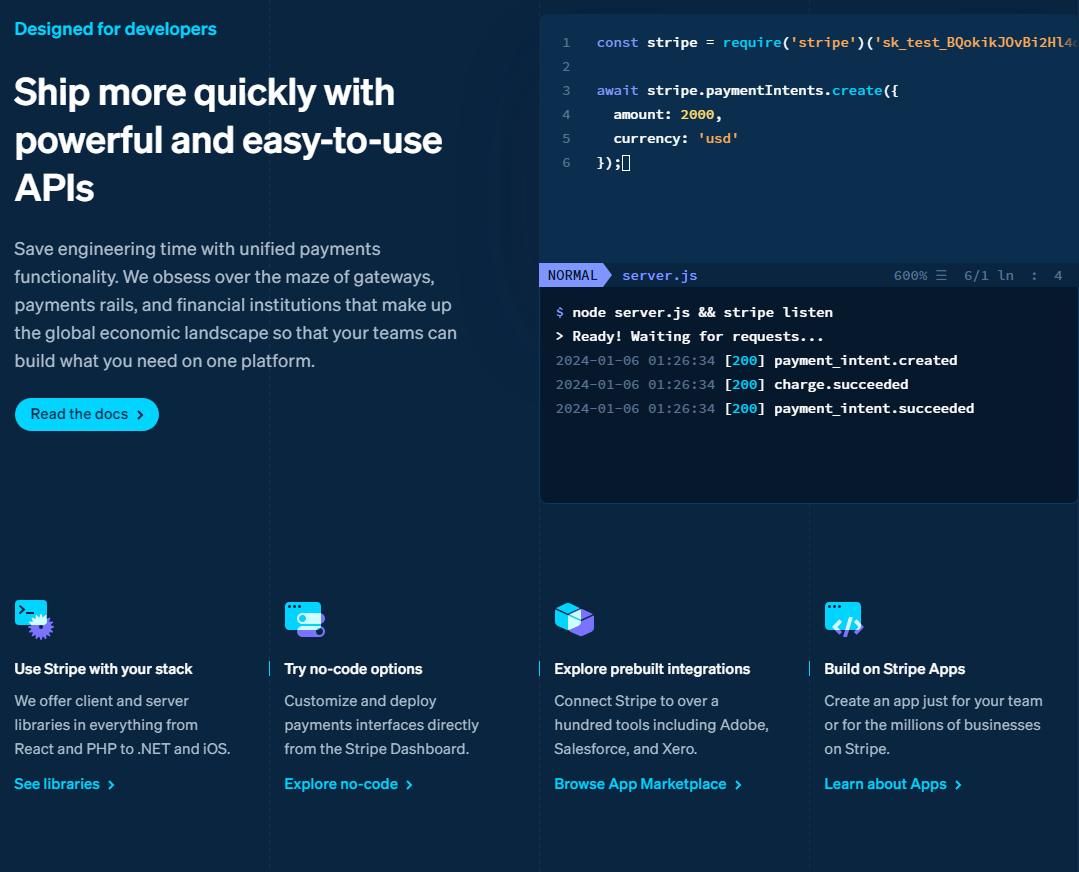 Designed for developers
Ship more quickly with
powerful and easy-to-use
APIs
Save engineering time with unified payments
functionality. We obsess over the maze of gateways,
payments rails, and financial institutions that make up
the global economic landscape so that your teams can
build what you need on one platform.
Read the docs
1 const stripe = require('stripe')('sk_test_BQokikJOvBi2Hl4
2
3 await stripe.paymentIntents.create({
4 amount: 2000,
5 currency: 'usd'
6 });
NORMAL server.js 600% ☰ 6/1 ln : 4
$ node server.js && stripe listen
> Ready! Waiting for requests...
2024-01-06 01:26:34 [200] payment_intent.created
2024-01-06 01:26:34 [200] charge.succeeded
2024-01-06 01:26:34 [200] payment_intent.succeeded
Use Stripe with your stack
We offer client and server
libraries in everything from
React and PHP to .NET and iOS.
See libraries
Try no-code options
Customize and deploy
payments interfaces directly
from the Stripe Dashboard.
Explore no-code
Explore prebuilt integrations
Connect Stripe to over a
hundred tools including Adobe,
Salesforce, and Xero.
Browse App Marketplace
Build on Stripe Apps
Create an app just for your team
or for the millions of businesses
on Stripe.
Learn about Apps